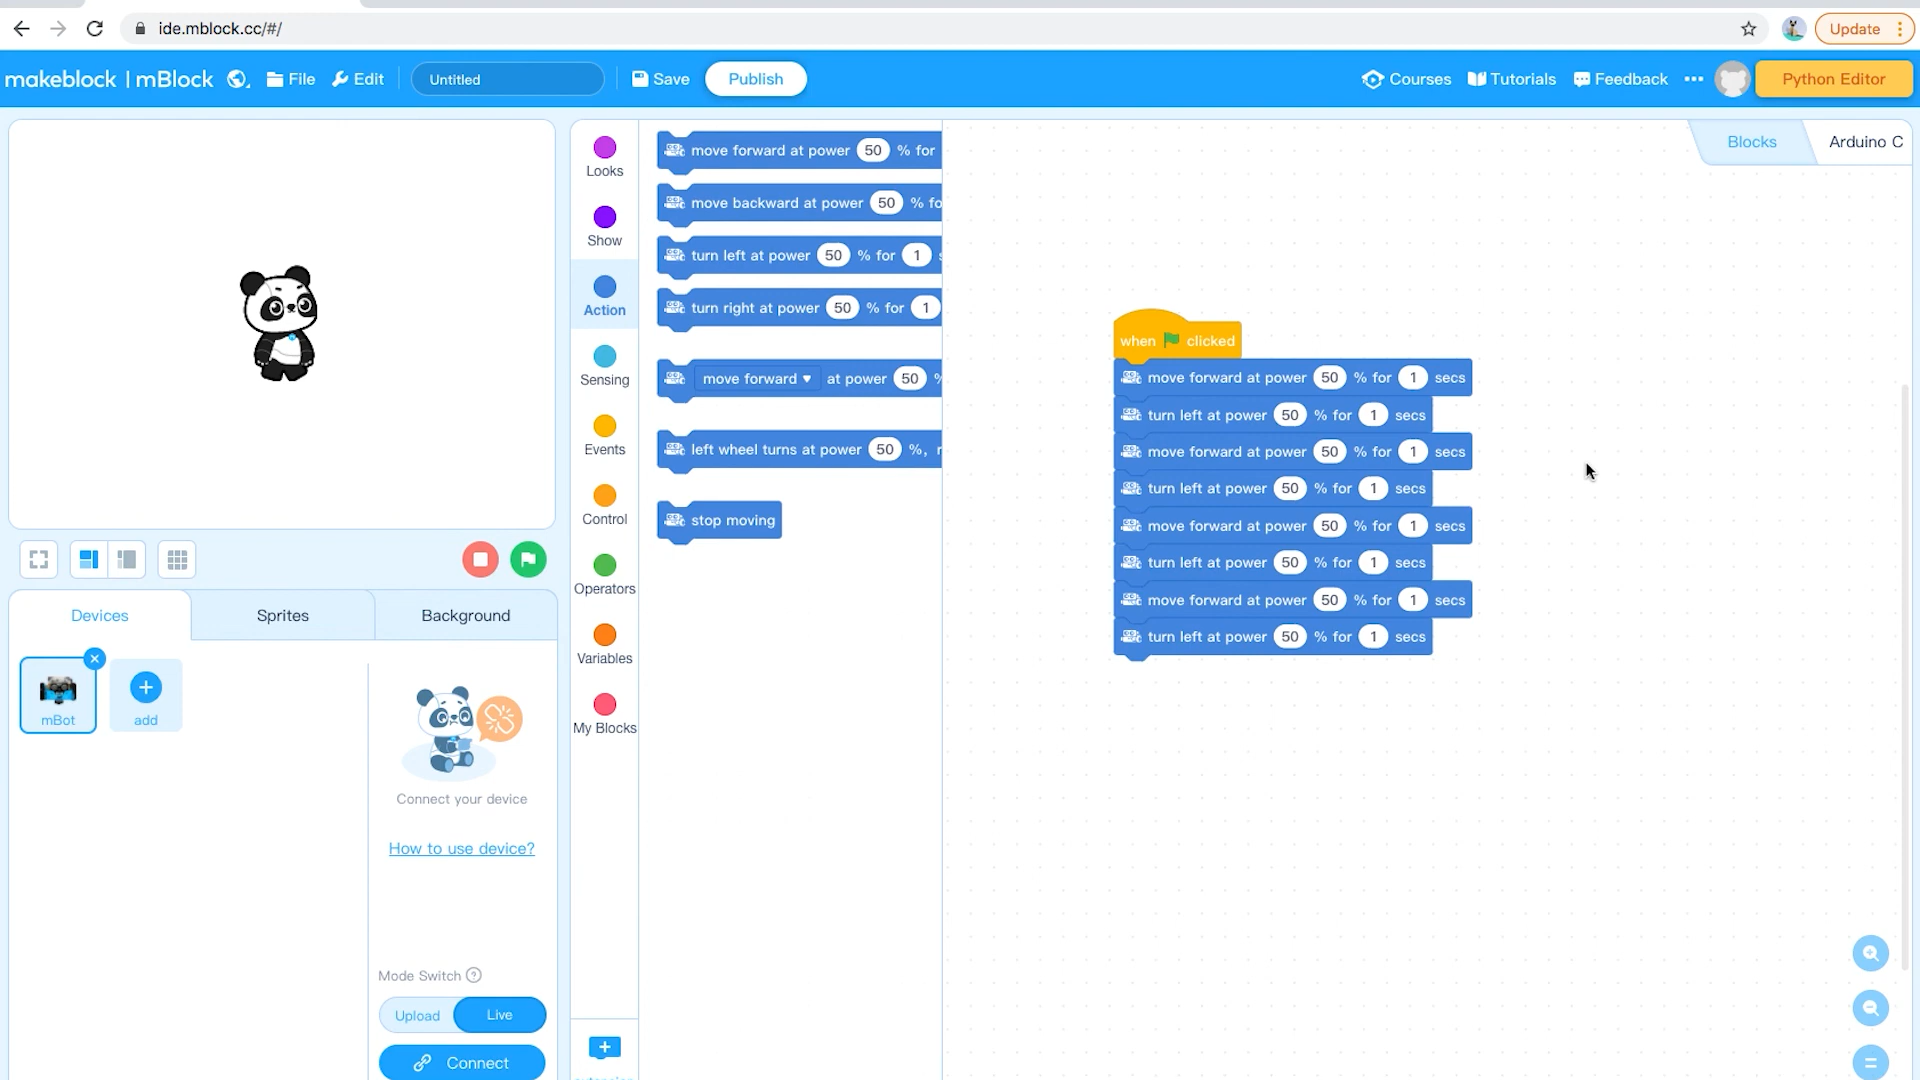 ide.mblock.cc/#/
Update
makeblock | mBlock
File
Edit
Untitled
Save
Publish
Courses
Tutorials
Feedback
Python Editor
Looks
Show
Action
Sensing
Events
Control
Operators
Variables
My Blocks
move forward at power 50 % for
move backward at power 50 % fo
turn left at power 50 % for 1 s
turn right at power 50 % for 1
move forward ▾ at power 50 %
left wheel turns at power 50 %, r
stop moving
Blocks
Arduino C
when clicked
move forward at power 50 % for 1 secs
turn left at power 50 % for 1 secs
move forward at power 50 % for 1 secs
turn left at power 50 % for 1 secs
move forward at power 50 % for 1 secs
turn left at power 50 % for 1 secs
move forward at power 50 % for 1 secs
turn left at power 50 % for 1 secs
Devices
Sprites
Background
mBot
add
Connect your device
How to use device?
Mode Switch ?
Upload
Live
Connect